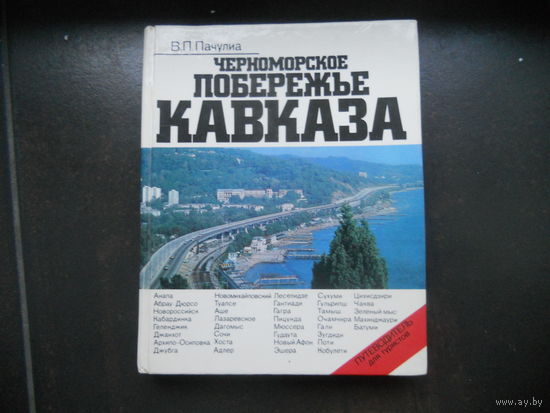 В.П. Пачулиа
ЧЕРНОМОРСКОЕ
ПОБЕРЕЖЬЕ
КАВКАЗА
Анапа
Абрау-Дюрсо
Новороссийск
Кабардинка
Геленджик
Джанхот
Архипо-Осиповка
Джубга
Новомихайловский
Туапсе
Аше
Лазаревское
Дагомыс
Сочи
Хоста
Адлер
Леселидзе
Гантиади
Гагра
Пицунда
Мюссера
Гудаута
Новый Афон
Эшера
Сухуми
Гульрипш
Тамыш
Очамчира
Гали
Зугдиди
Поти
Кобулети
Цихисдзири
Чаква
Зеленый мыс
Махинджаури
Батуми
ПУТЕВОДИТЕЛЬ
для туристов
www.ay.by